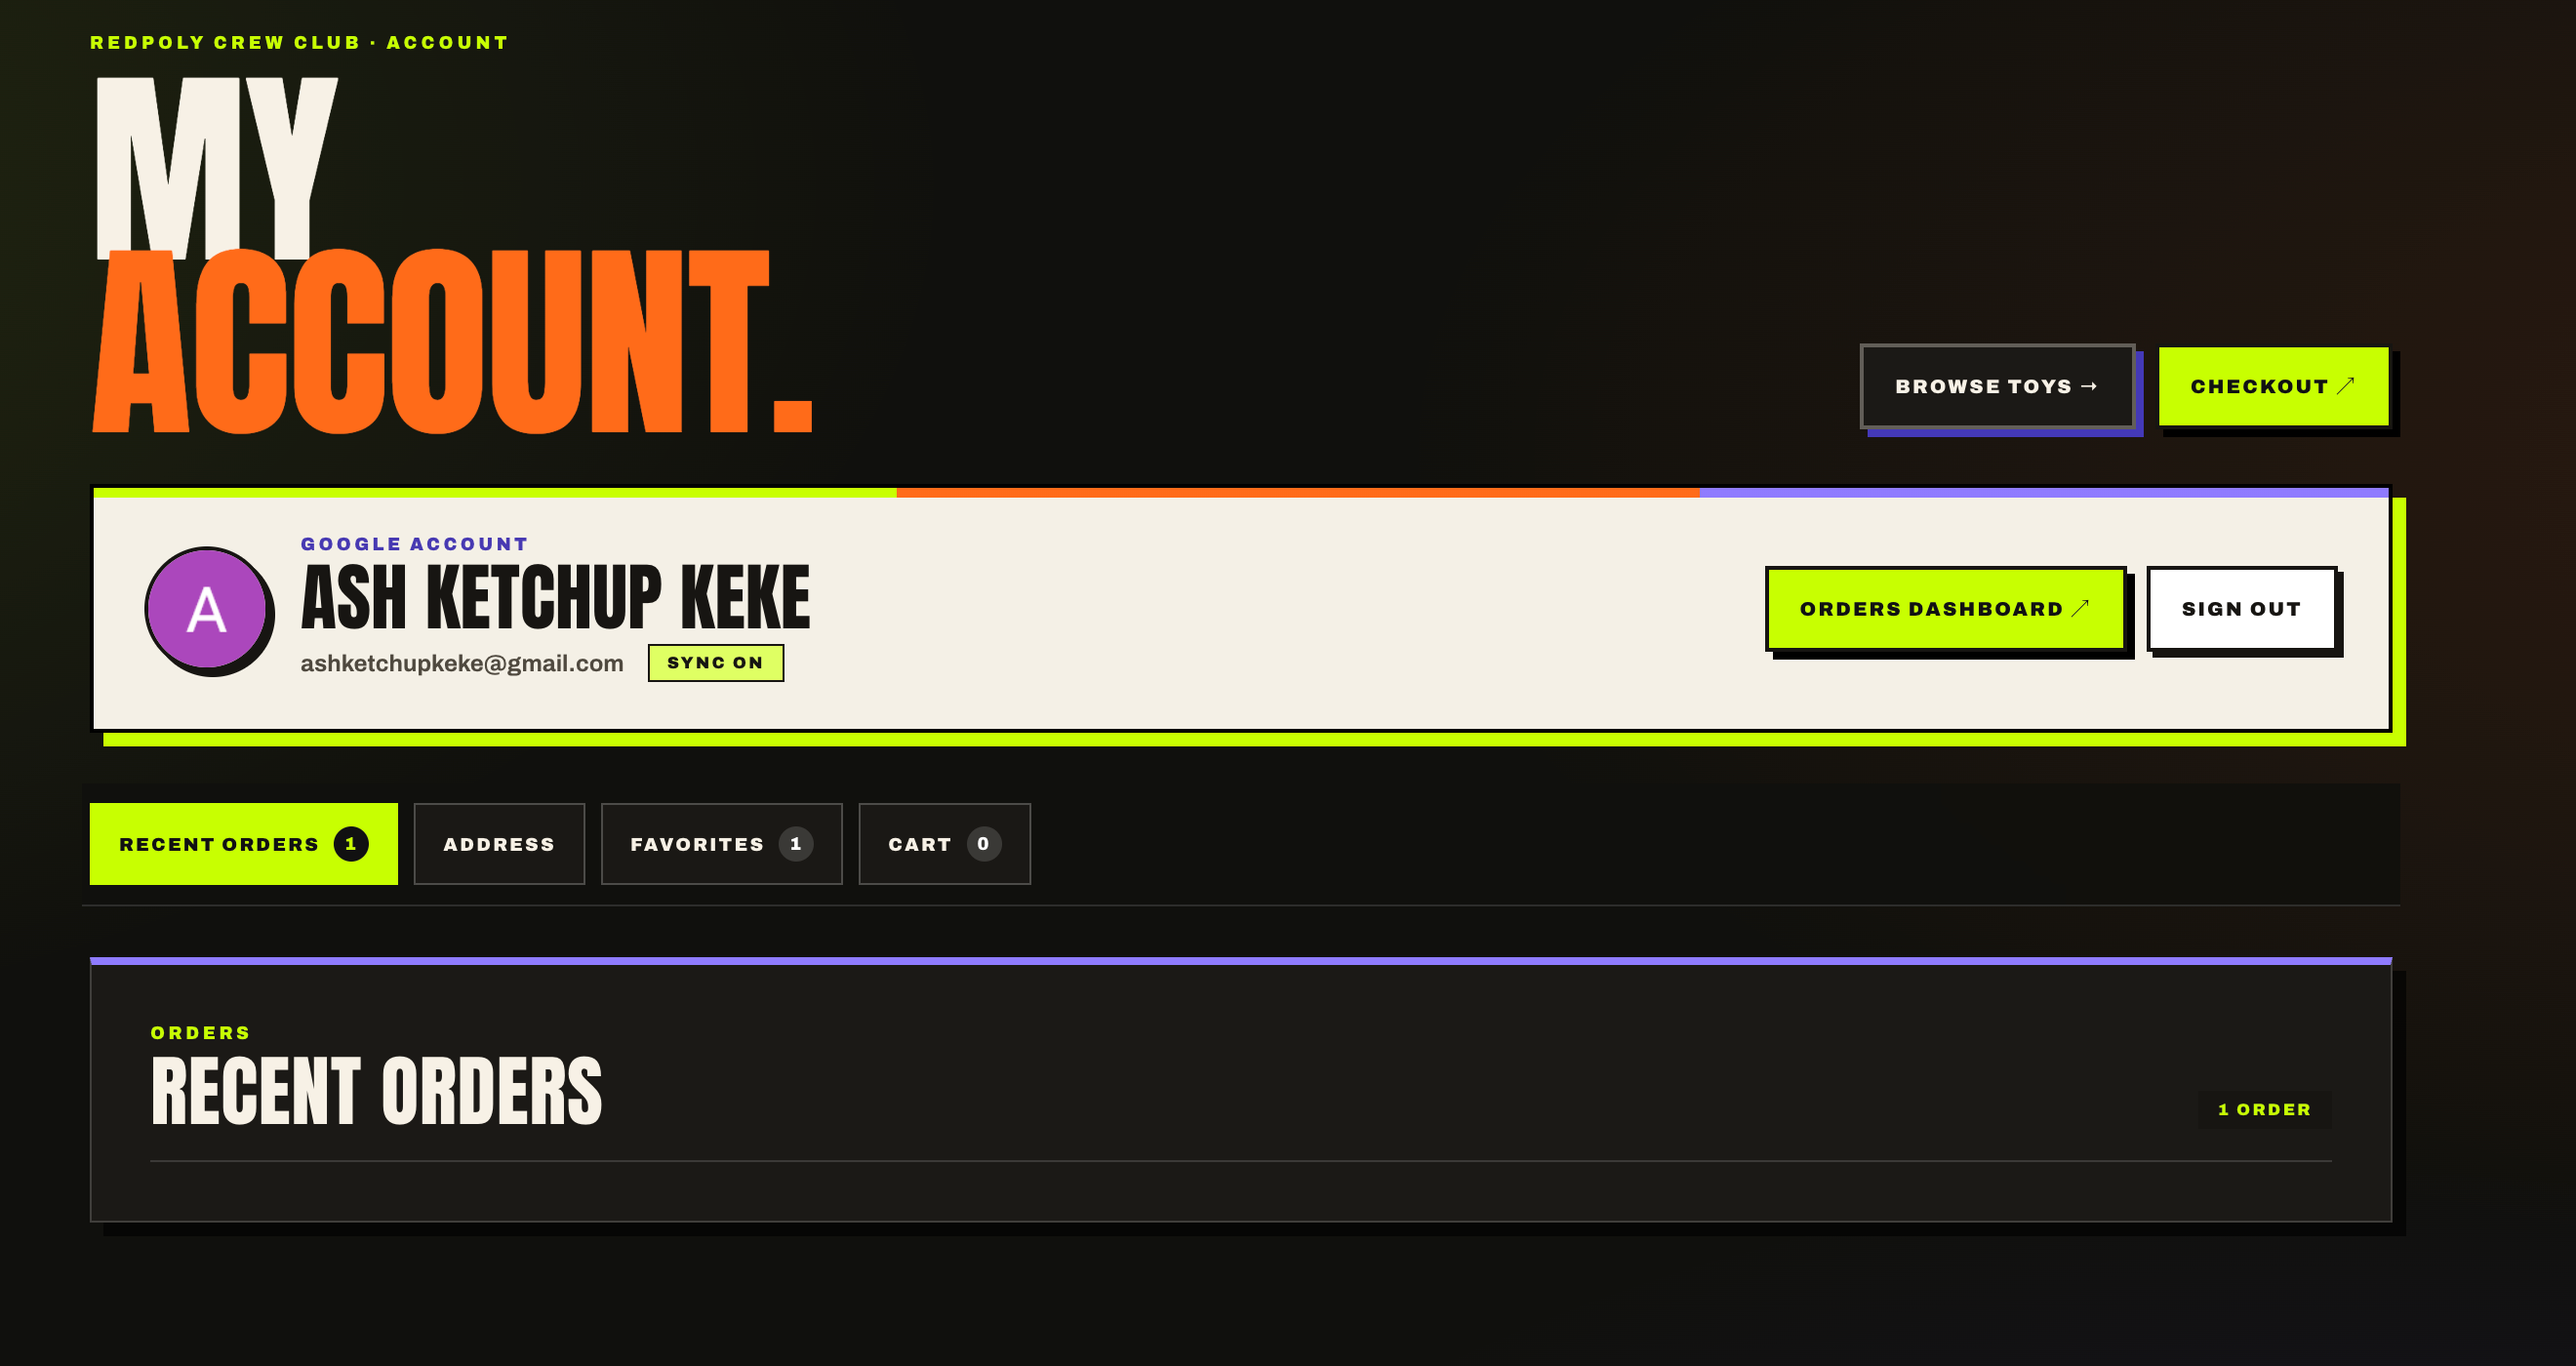 REDPOLY CREW CLUB · ACCOUNT
MY
ACCOUNT.
BROWSE TOYS →
CHECKOUT ↗
GOOGLE ACCOUNT
A
ASH KETCHUP KEKE
ashketchupkeke@gmail.com
SYNC ON
ORDERS DASHBOARD ↗
SIGN OUT
RECENT ORDERS 1
ADDRESS
FAVORITES 1
CART 0
ORDERS
RECENT ORDERS
1 ORDER